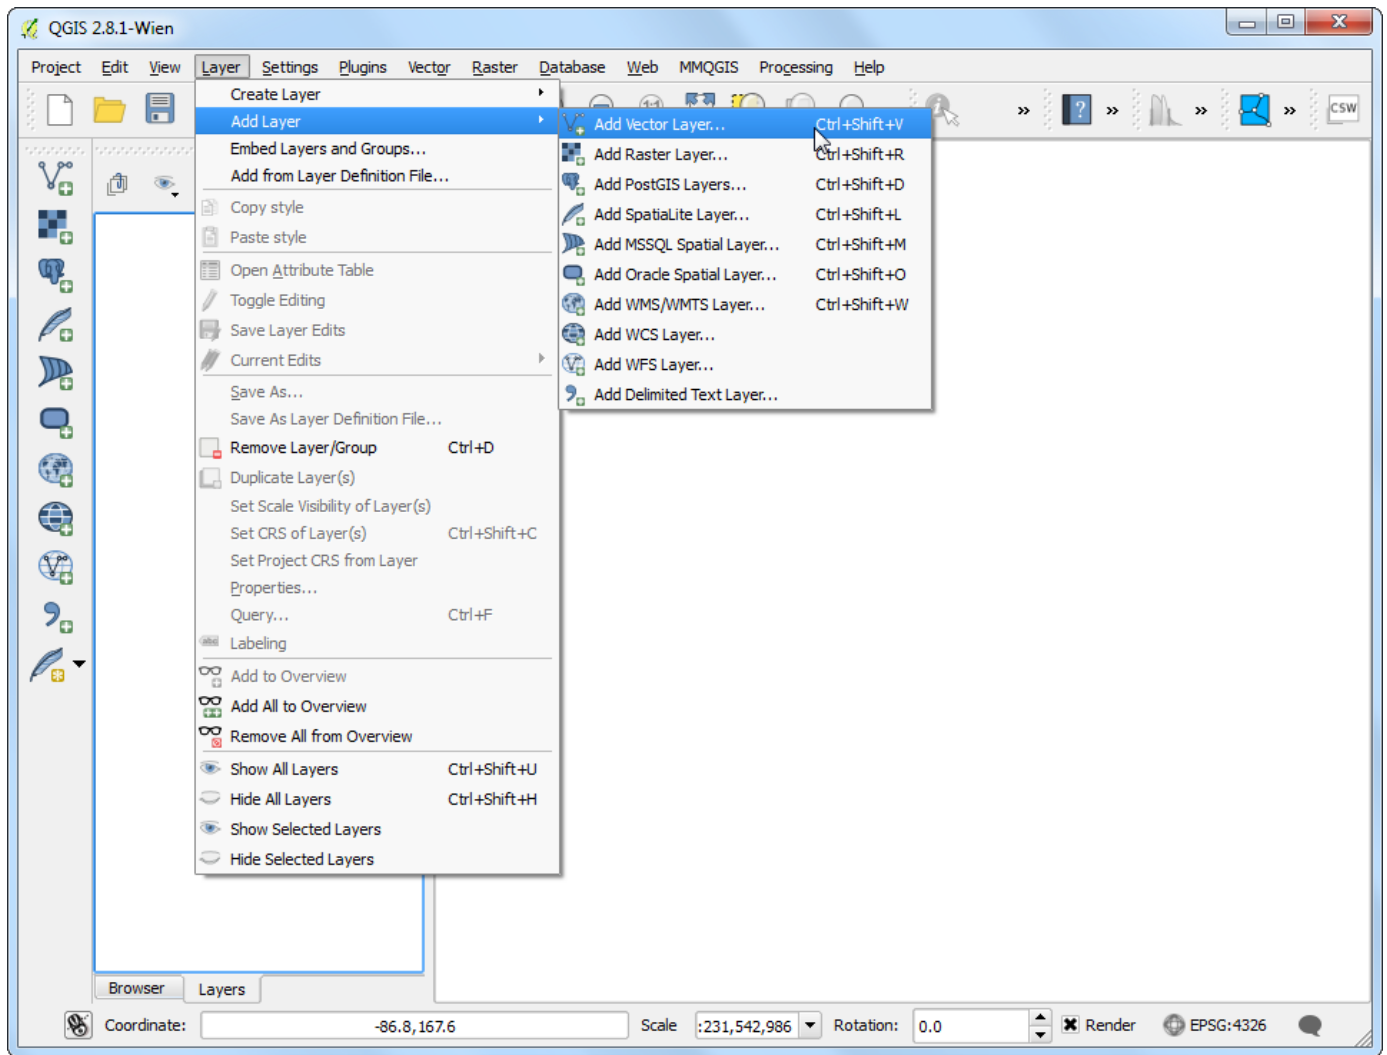 QGIS 2.8.1-Wien
Project Edit View Layer Settings Plugins Vector Raster Database Web MMQGIS Processing Help
Create Layer
Add Layer
Embed Layers and Groups...
Add from Layer Definition File...
Copy style
Paste style
Open Attribute Table
Toggle Editing
Save Layer Edits
Current Edits
Save As...
Save As Layer Definition File...
Remove Layer/Group Ctrl+D
Duplicate Layer(s)
Set Scale Visibility of Layer(s)
Set CRS of Layer(s) Ctrl+Shift+C
Set Project CRS from Layer
Properties...
Query... Ctrl+F
Labeling
Add to Overview
Add All to Overview
Remove All from Overview
Show All Layers Ctrl+Shift+U
Hide All Layers Ctrl+Shift+H
Show Selected Layers
Hide Selected Layers
Add Vector Layer... Ctrl+Shift+V
Add Raster Layer... Ctrl+Shift+R
Add PostGIS Layers... Ctrl+Shift+D
Add SpatiaLite Layer... Ctrl+Shift+L
Add MSSQL Spatial Layer... Ctrl+Shift+M
Add Oracle Spatial Layer... Ctrl+Shift+O
Add WMS/WMTS Layer... Ctrl+Shift+W
Add WCS Layer...
Add WFS Layer...
Add Delimited Text Layer...
CSW
Browser Layers
Coordinate: -86.8,167.6 Scale :231,542,986 Rotation: 0.0 Render EPSG:4326